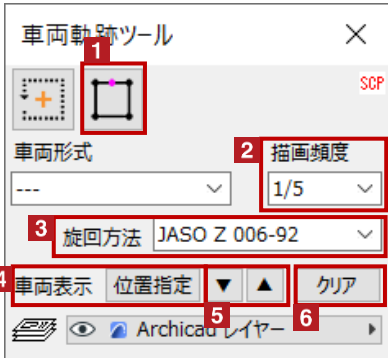 車両軌跡ツール
1
SCP
車両形式
2 描画頻度
---
1/5
3 旋回方法 JASO Z 006-92
4 車両表示 位置指定 ▼ ▲ クリア
5 6
Archicad レイヤー